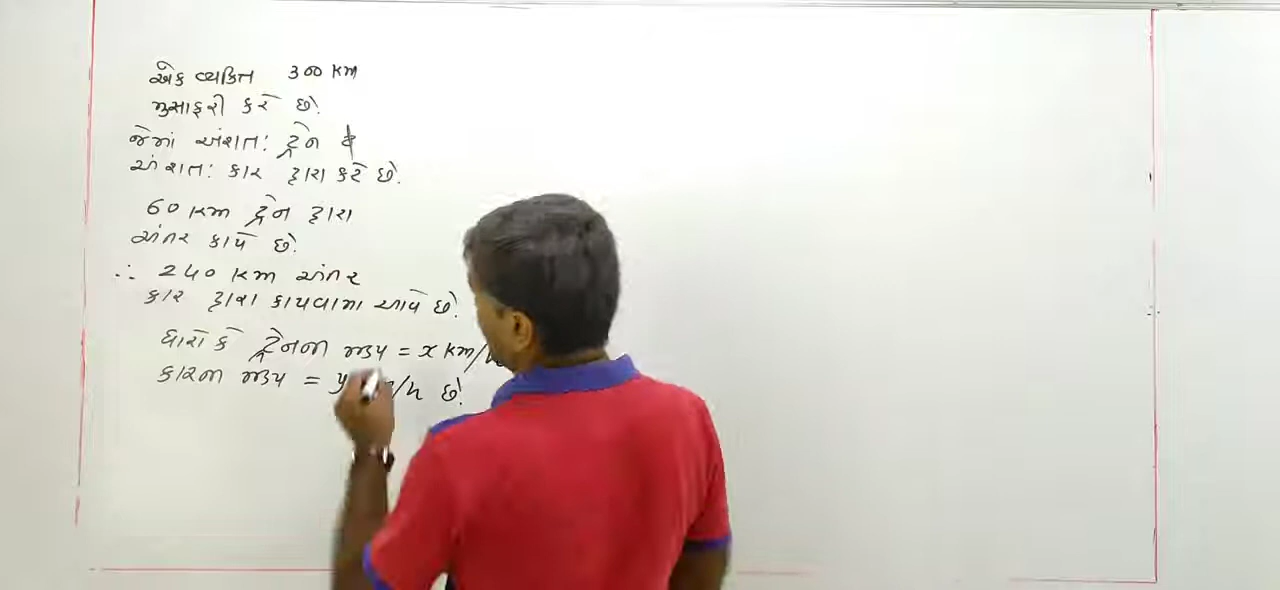 એક વ્યક્તિ 300 km
મુસાફરી કરે છે.
જેમાં અંશતઃ ટ્રેન
અંશતઃ કાર દ્વારા કરે છે.
60 km ટ્રેન દ્વારા
અંતર કાપે છે.
∴ 240 km અંતર
કાર દ્વારા કાપવામાં આવે છે.
ધારો કે ટ્રેનની ઝડપ = x km/h
કારની ઝડપ = y /h છે.